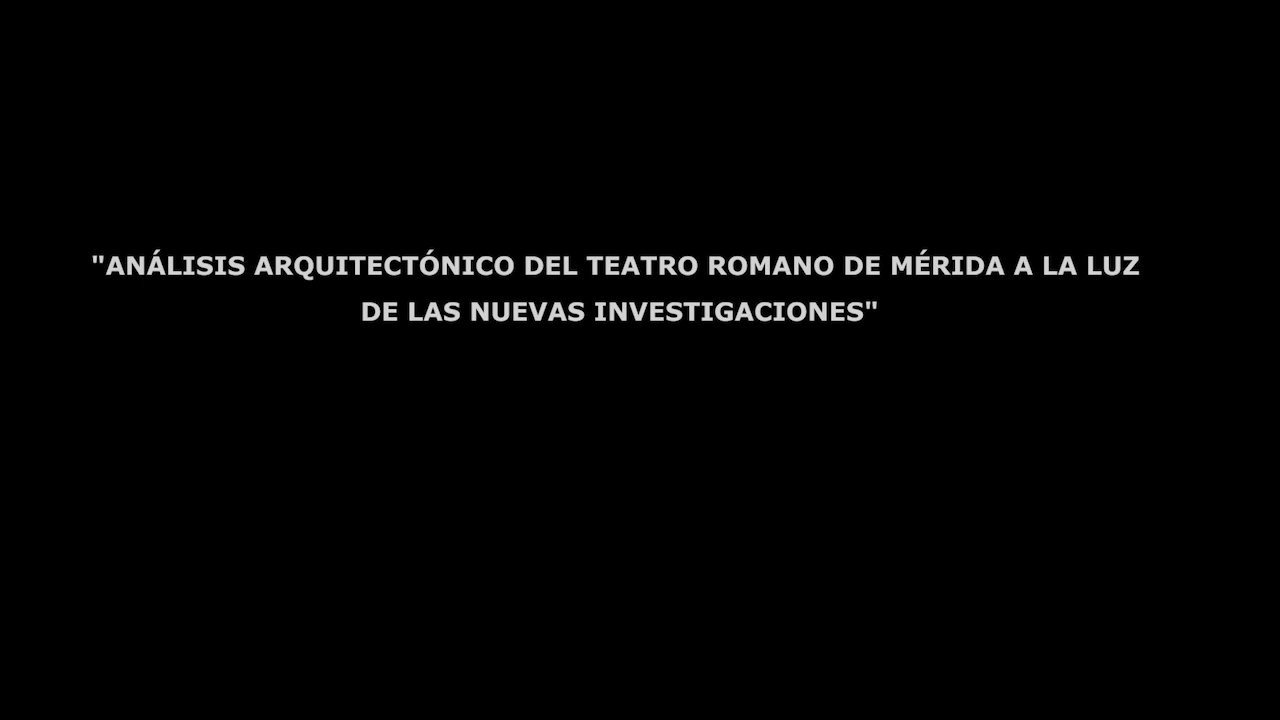 "ANÁLISIS ARQUITECTÓNICO DEL TEATRO ROMANO DE MÉRIDA A LA LUZ
DE LAS NUEVAS INVESTIGACIONES"